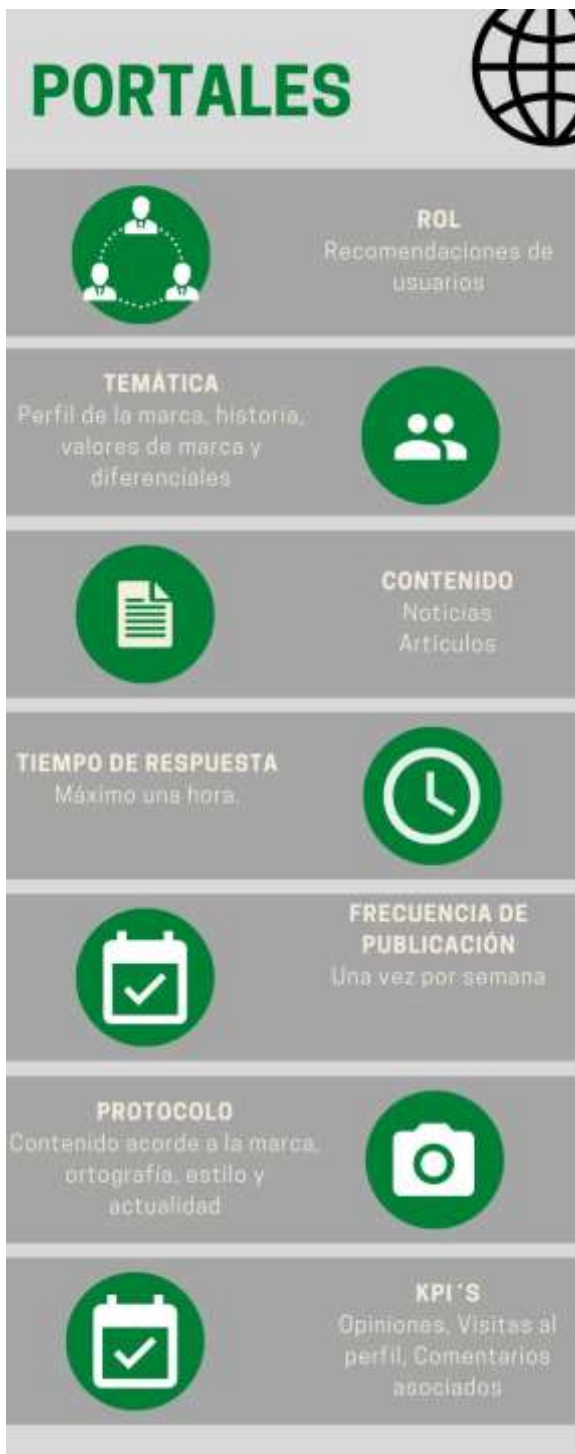 PORTALES
ROL
Recomendaciones de
usuarios
TEMÁTICA
Perfil de la marca, historia,
valores de marca y
diferenciales
CONTENIDO
Noticias
Artículos
TIEMPO DE RESPUESTA
Máximo una hora.
FRECUENCIA DE
PUBLICACIÓN
Una vez por semana
PROTOCOLO
Contenido acorde a la marca,
ortografía, estilo y
actualidad
KPI´S
Opiniones, Visitas al
perfil, Comentarios
asociados